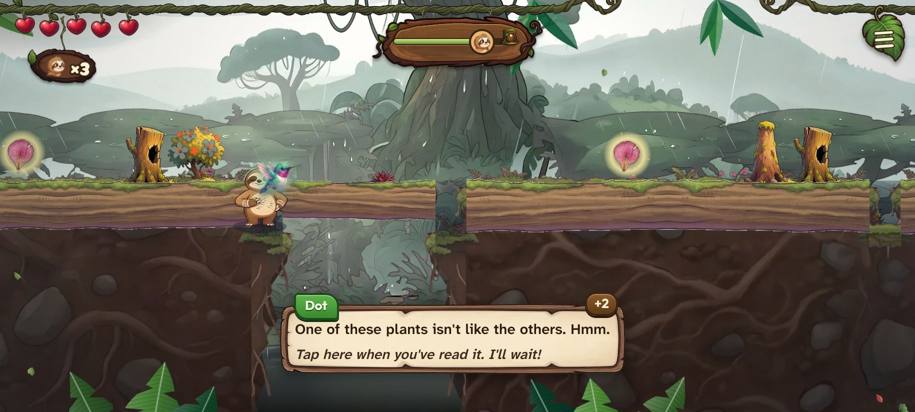 x3
Dot
+2
One of these plants isn't like the others. Hmm.
Tap here when you've read it. I'll wait!